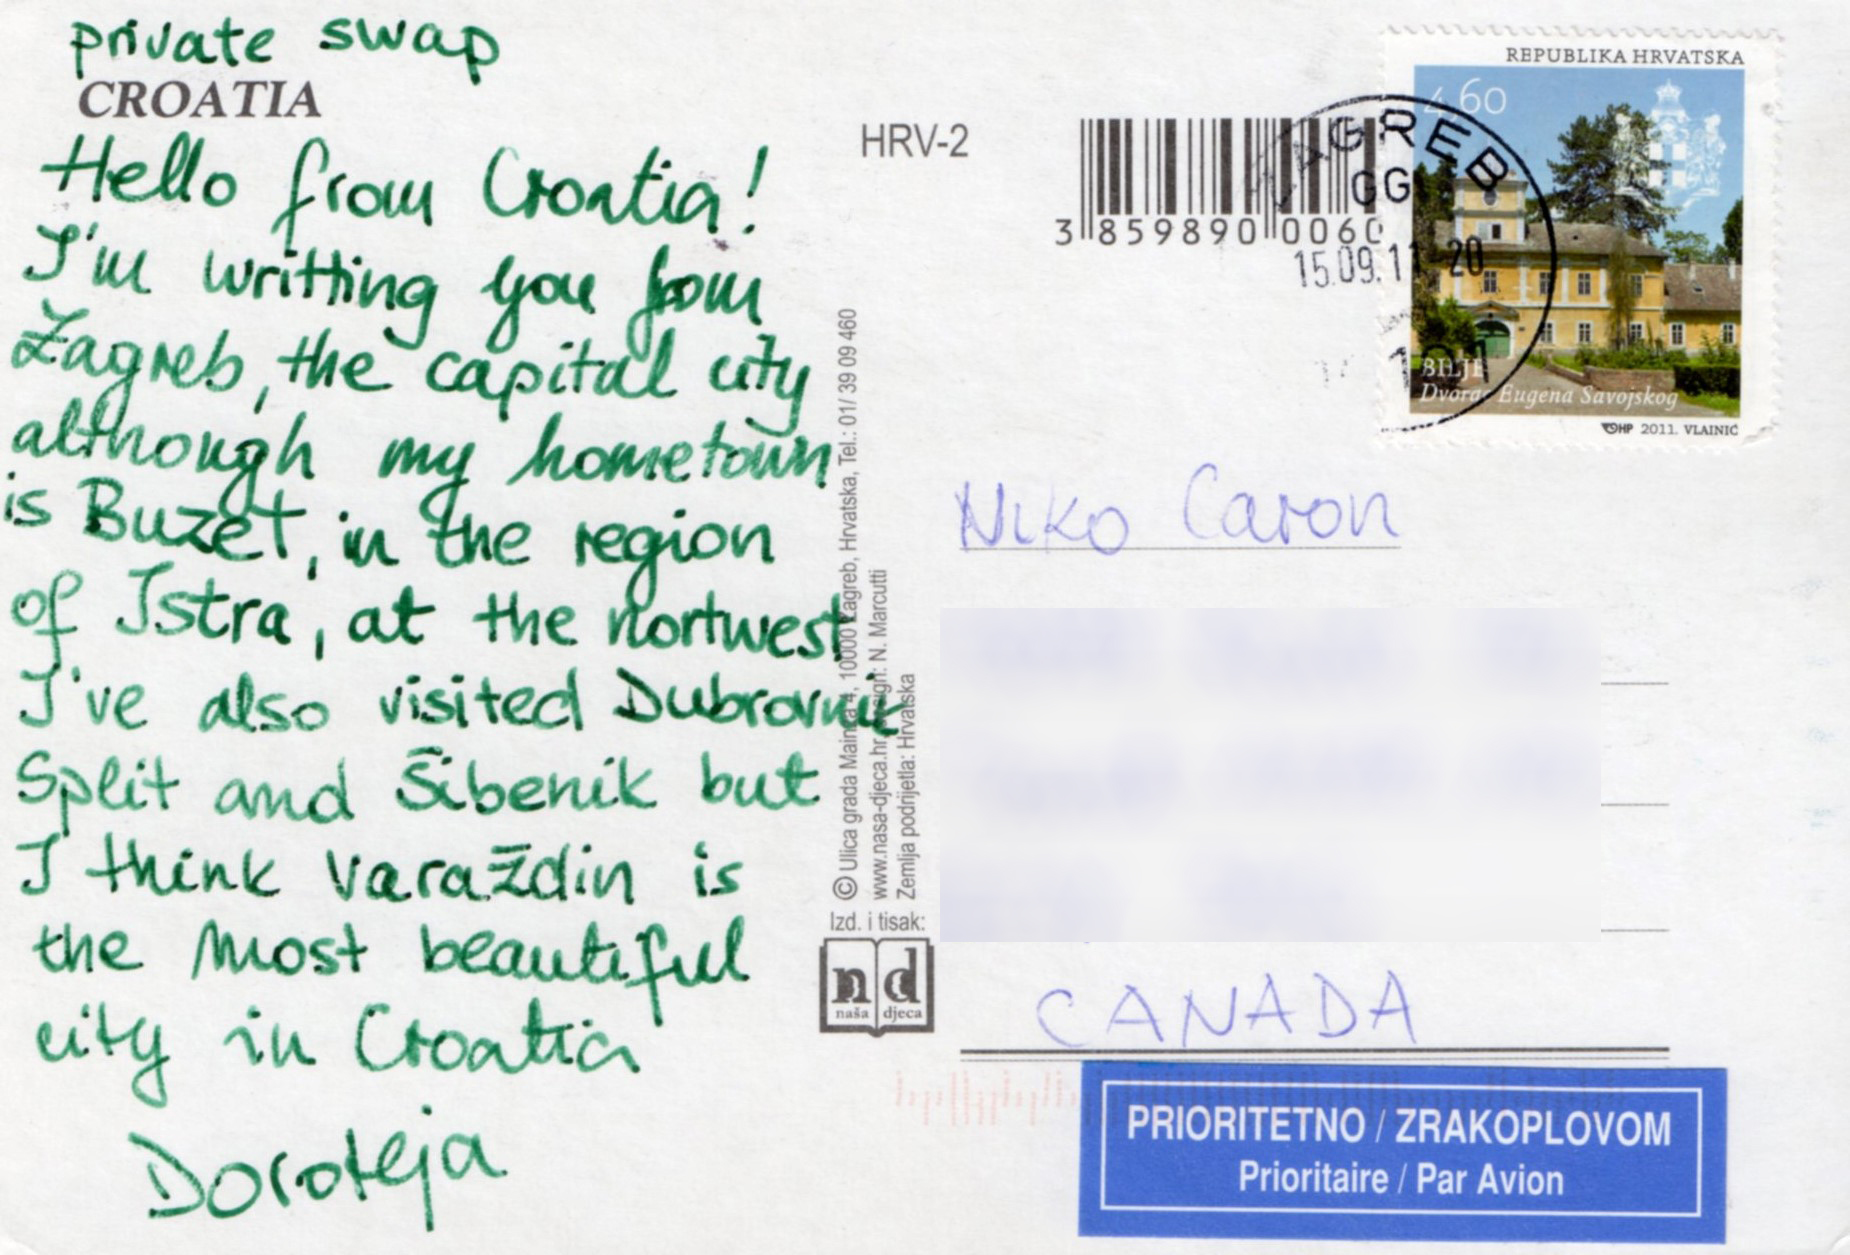 private swap
CROATIA
Hello from Croatia!
I'm writting you from
Zagreb, the capital city
although my hometown
is Buzet, in the region
of Istra, at the nortwest
I've also visited Dubrovnik
Split and Šibenik but
I think Varaždin is
the most beautiful
city in Croatia
Doroteja
© Ulica grada Mainza 4, 10000 Zagreb, Hrvatska, Tel.: 01/ 39 09 460
www.nasa-djeca.hr, design: N. Marcutti
Zemlja podrijetla: Hrvatska
Izd. i tisak:
nd
naša djeca
HRV-2
3 859890 0060
REPUBLIKA HRVATSKA
4,60
ZAGREB
GG
15.09.11-20
BILJE
Dvorac Eugena Savojskog
HP 2011. VLAINIĆ
Niko Caron
CANADA
PRIORITETNO / ZRAKOPLOVOM
Prioritaire / Par Avion